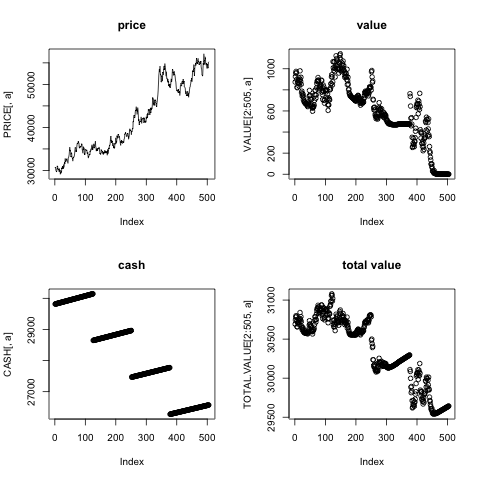 price
PRICE[, a]
30000 40000 50000
0 100 200 300 400 500
Index
value
VALUE[2:505, a]
0 200 600 1000
0 100 200 300 400 500
Index
cash
CASH[, a]
27000 29000
0 100 200 300 400 500
Index
total value
TOTAL.VALUE[2:505, a]
29500 30000 30500 31000
0 100 200 300 400 500
Index